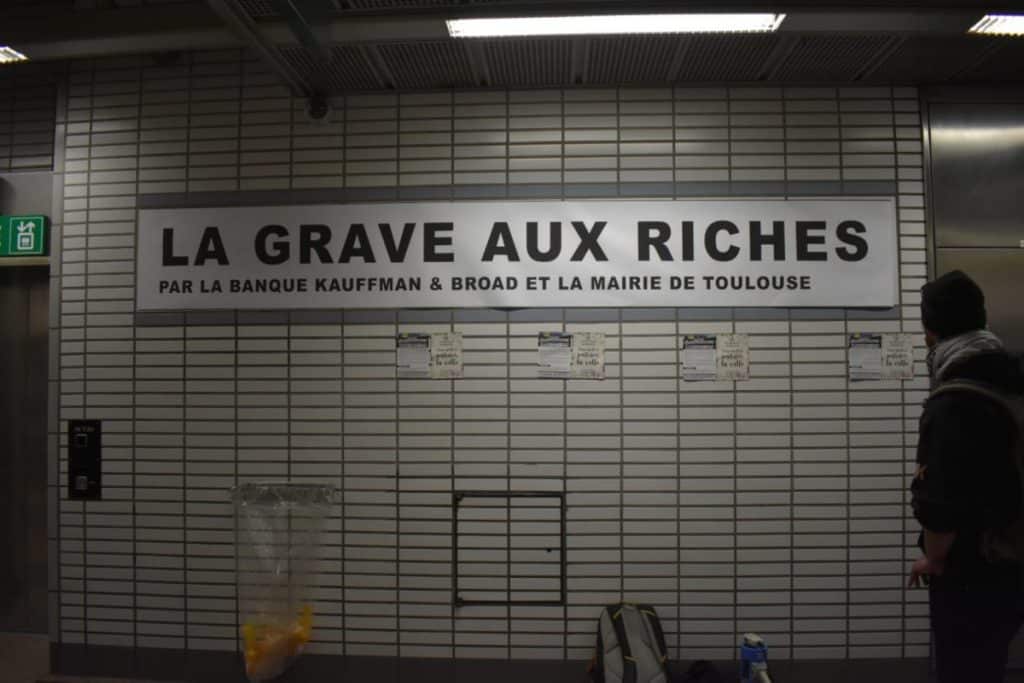 LA GRAVE AUX RICHES
PAR LA BANQUE KAUFFMAN & BROAD ET LA MAIRIE DE TOULOUSE